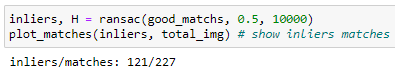 inliers, H = ransac(good_matchs, 0.5, 10000)
plot_matches(inliers, total_img) # show inliers matches
inliers/matches: 121/227